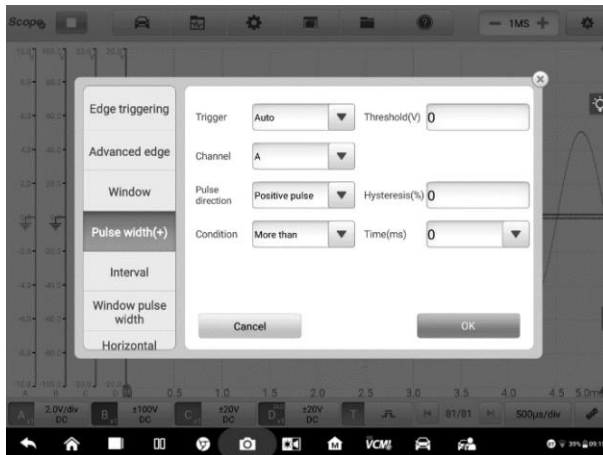 Scope
1MS
Edge triggering
Advanced edge
Window
Pulse width(+)
Interval
Window pulse
width
Horizontal
Trigger Auto Threshold(V) 0
Channel A
Pulse
direction Positive pulse Hysteresis(%) 0
Condition More than Time(ms) 0
Cancel OK
0.5 1.0 1.5 2.0 2.5 3.0 3.5 4.0 4.5 5.0ms
A 2.0V/div
DC
B ±100V
DC
C ±20V
DC
D ±20V
DC
T
81/81
500μs/div
VCMI
39%